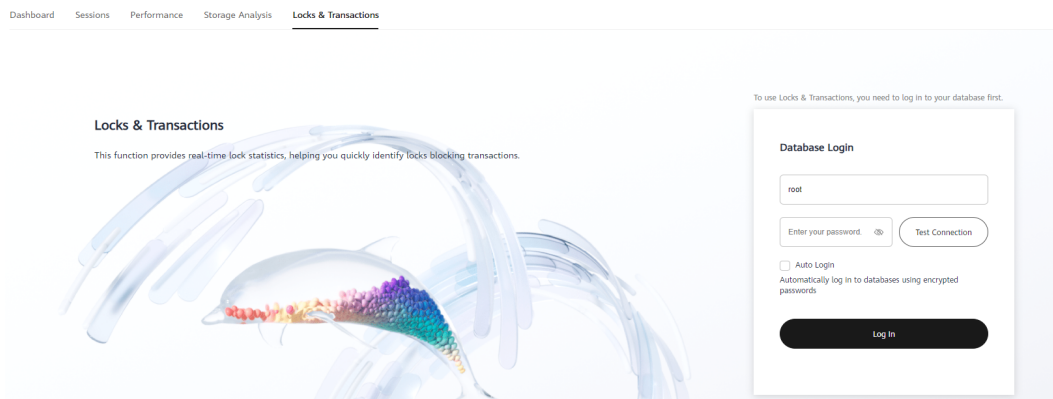 Dashboard Sessions Performance Storage Analysis Locks & Transactions
To use Locks & Transactions, you need to log in to your database first.
Locks & Transactions
This function provides real-time lock statistics, helping you quickly identify locks blocking transactions.
Database Login
root
Enter your password.
Test Connection
Auto Login
Automatically log in to databases using encrypted
passwords
Log In